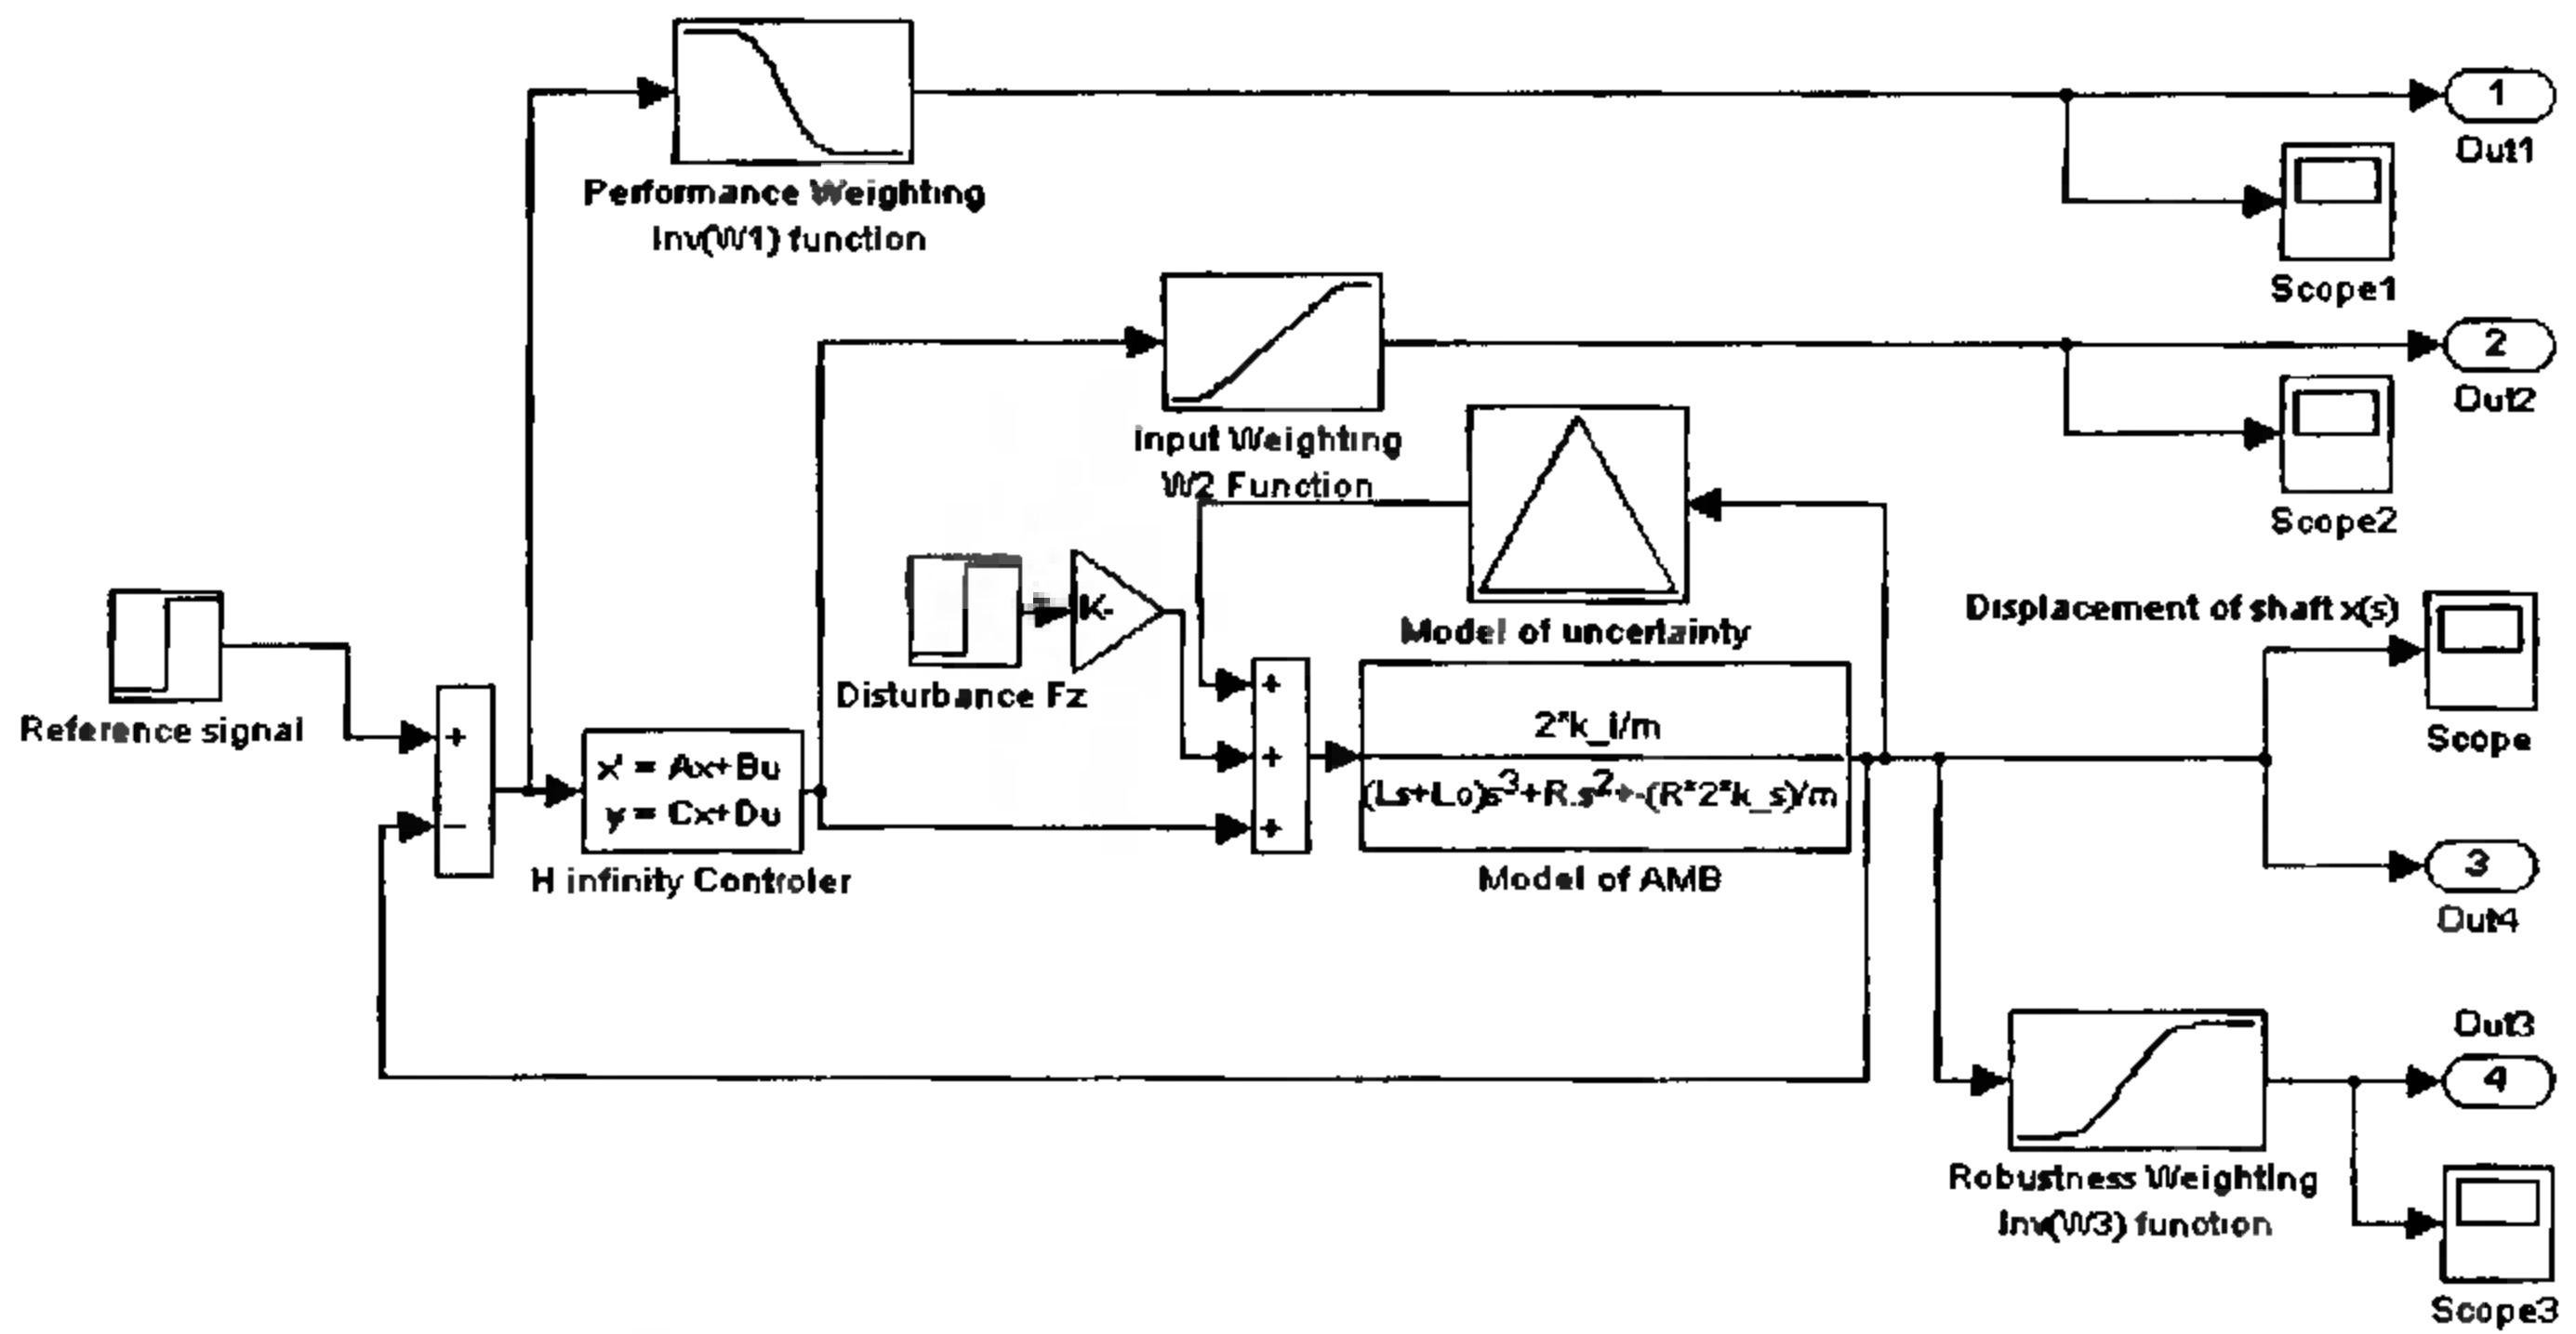 1
Out1
Performance Weighting
Inv(W1) function
Scope1
2
Out2
Input Weighting
W2 Function
Scope2
K-
Model of uncertainty
Displacement of shaft x(s)
Disturbance Fz
Reference signal
+
−
x' = Ax+Bu
y = Cx+Du
H infinity Controler
+
+
+
2*k_i/m
(Ls+Lo)s^3+R.s^2+-(R*2*k_s)/m
Model of AMB
Scope
3
Out4
Out3
4
Robustness Weighting
Inv(W3) function
Scope3